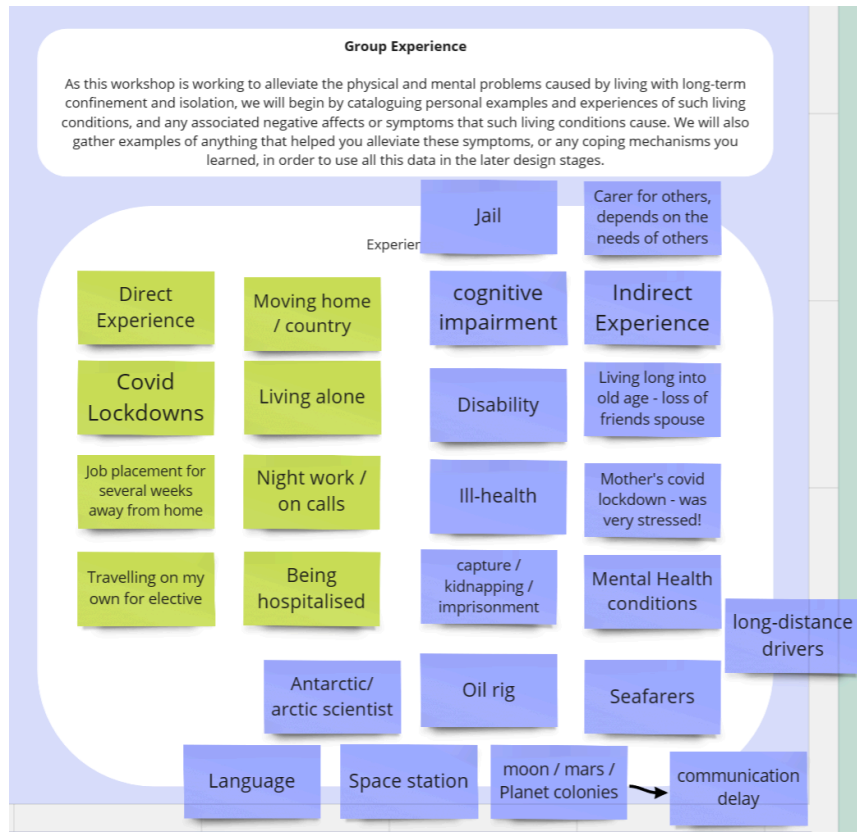 Group Experience
As this workshop is working to alleviate the physical and mental problems caused by living with long-term
confinement and isolation, we will begin by cataloguing personal examples and experiences of such living
conditions, and any associated negative affects or symptoms that such living conditions cause. We will also
gather examples of anything that helped you alleviate these symptoms, or any coping mechanisms you
learned, in order to use all this data in the later design stages.
Jail
Carer for others,
depends on the
needs of others
Experien
Direct
Experience
Moving home
/ country
cognitive
impairment
Indirect
Experience
Covid
Lockdowns
Living alone
Disability
Living long into
old age - loss of
friends spouse
Job placement for
several weeks
away from home
Night work /
on calls
Ill-health
Mother's covid
lockdown - was
very stressed!
Travelling on my
own for elective
Being
hospitalised
capture /
kidnapping /
imprisonment
Mental Health
conditions
long-distance
drivers
Antarctic/
arctic scientist
Oil rig
Seafarers
Language
Space station
moon / mars /
Planet colonies
communication
delay